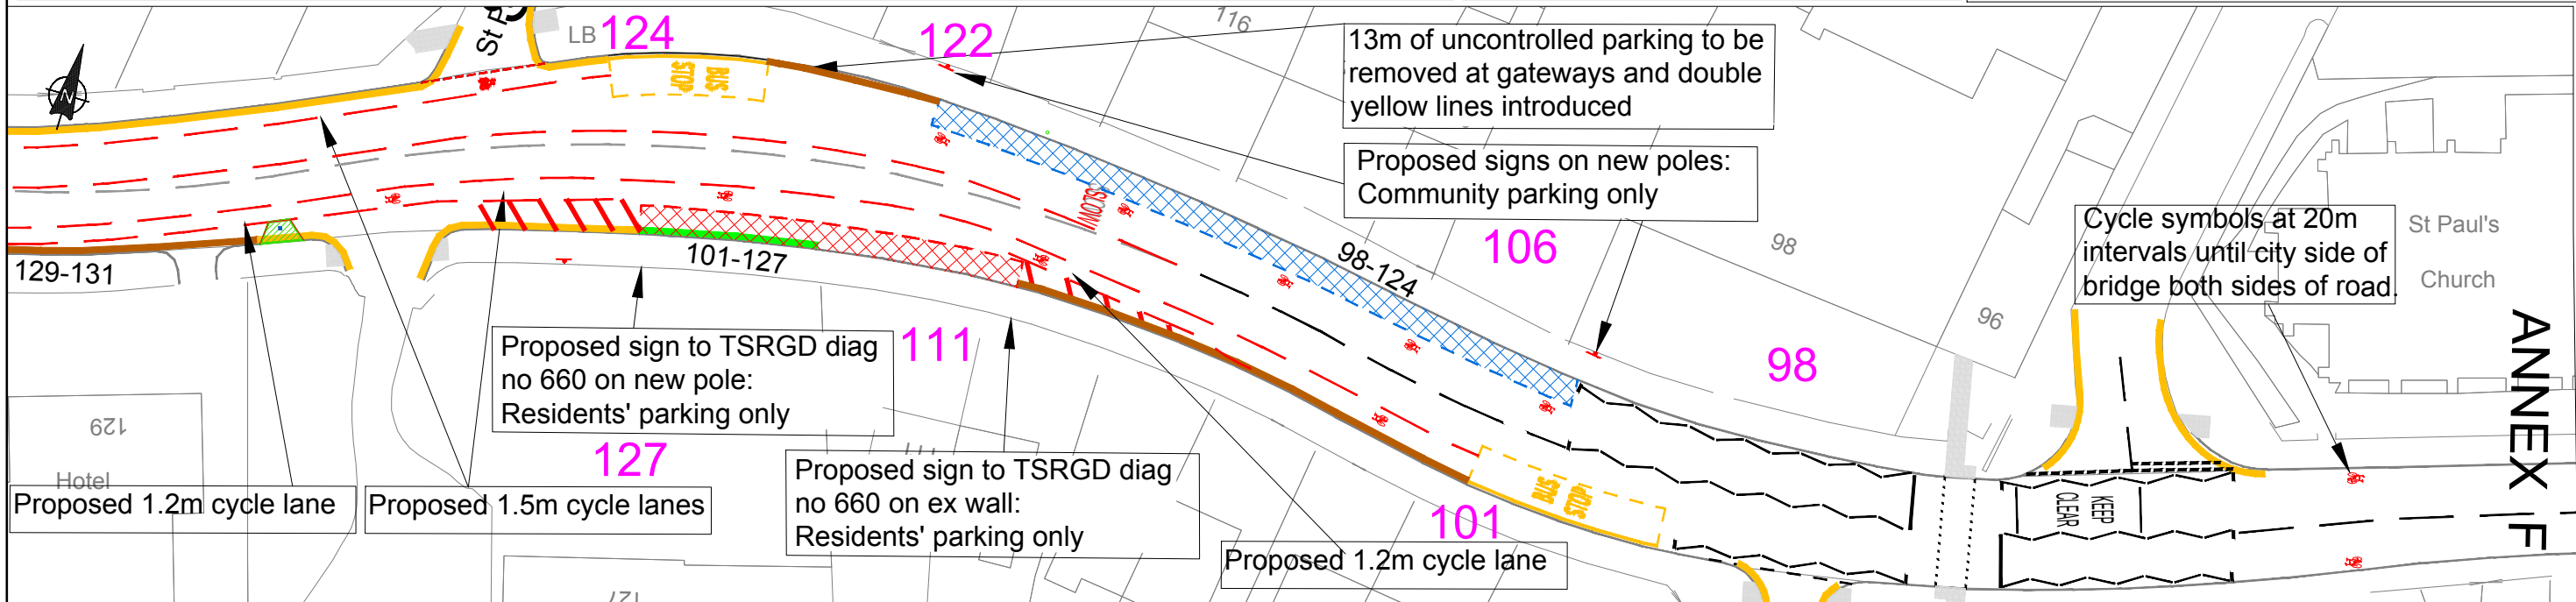 St P
LB
124
122
116
13m of uncontrolled parking to be
removed at gateways and double
yellow lines introduced
BUS
STOP
N
Proposed signs on new poles:
Community parking only
SLOW
106
98
98-124
Cycle symbols at 20m
intervals until city side of
bridge both sides of road.
St Paul's
Church
129-131
101-127
96
98
ANNEX F
Proposed sign to TSRGD diag
no 660 on new pole:
Residents' parking only
111
129
Hotel
127
Proposed sign to TSRGD diag
no 660 on ex wall:
Residents' parking only
BUS
STOP
101
KEEP
CLEAR
Proposed 1.2m cycle lane
Proposed 1.5m cycle lanes
Proposed 1.2m cycle lane
127